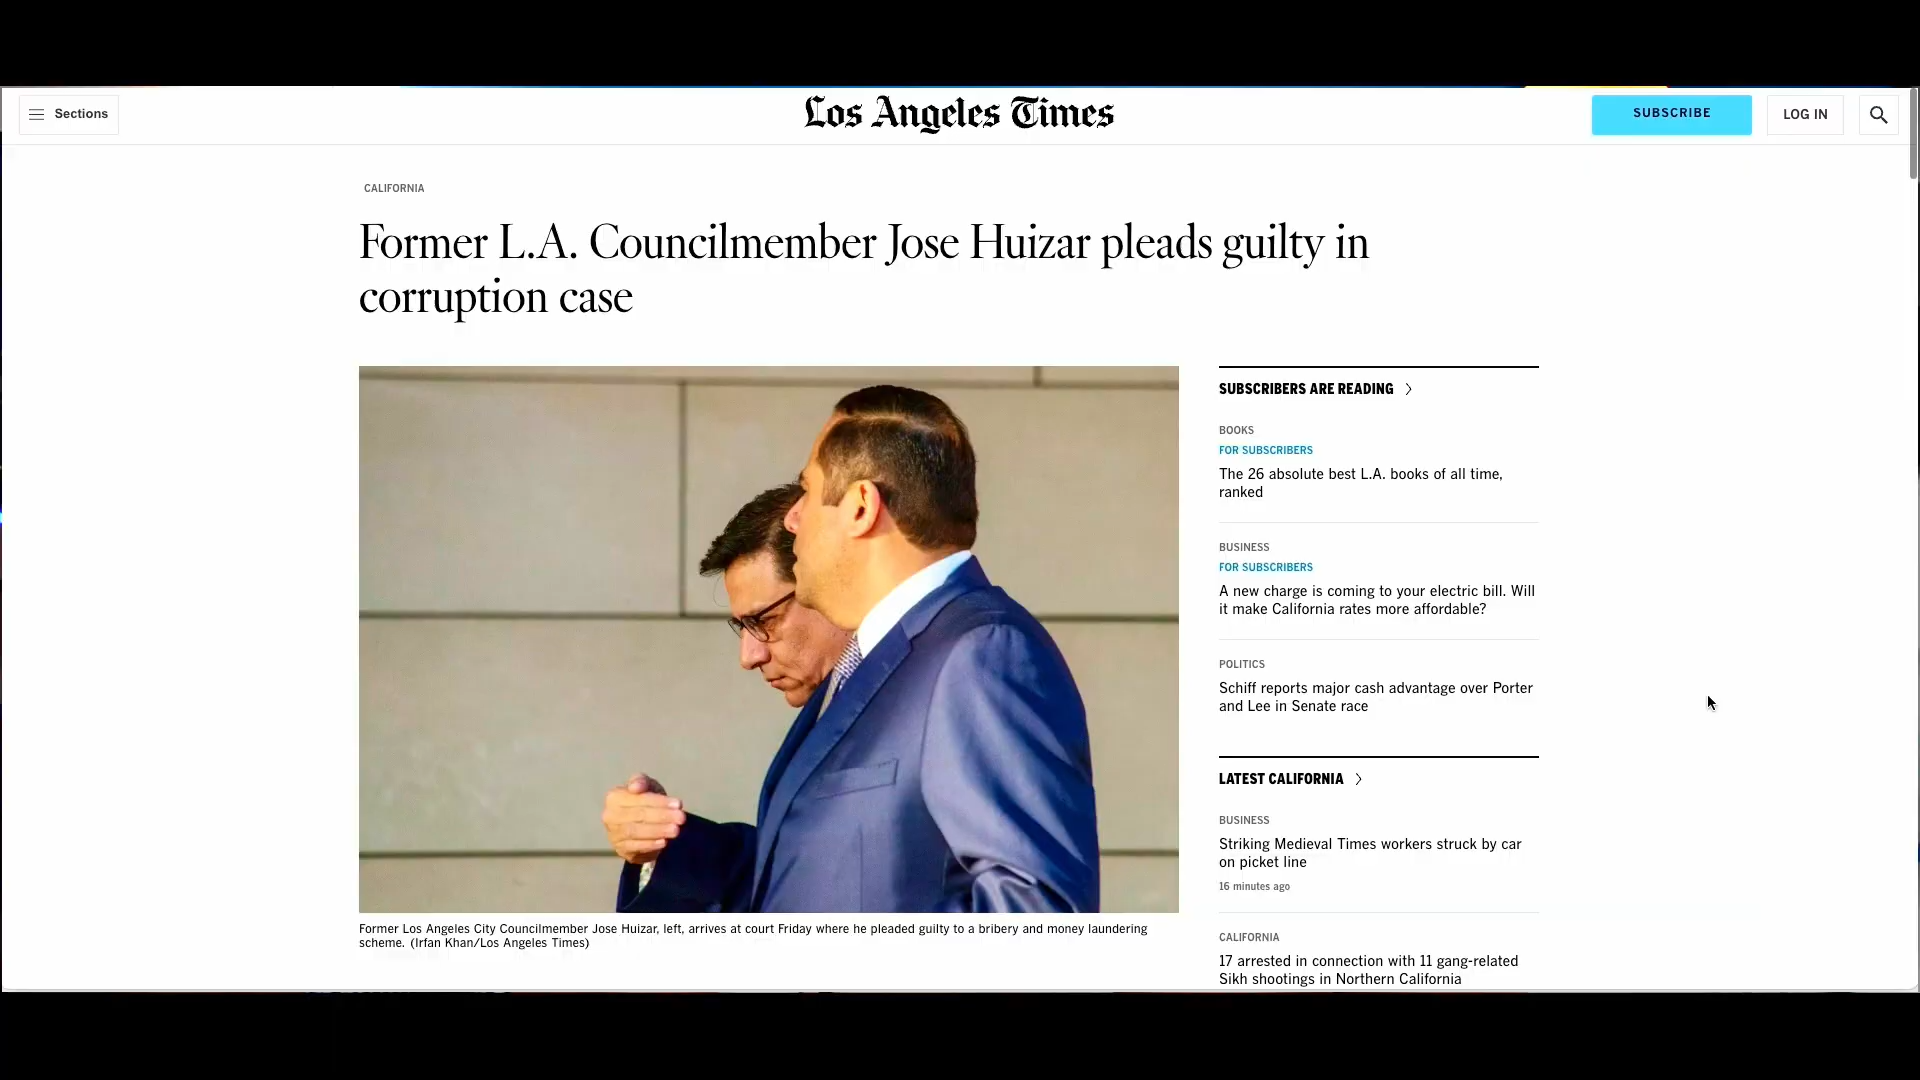 Sections
Los Angeles Times
SUBSCRIBE
LOG IN
CALIFORNIA
Former L.A. Councilmember Jose Huizar pleads guilty in
corruption case
Former Los Angeles City Councilmember Jose Huizar, left, arrives at court Friday where he pleaded guilty to a bribery and money laundering
scheme. (Irfan Khan/Los Angeles Times)
SUBSCRIBERS ARE READING
BOOKS
FOR SUBSCRIBERS
The 26 absolute best L.A. books of all time,
ranked
BUSINESS
FOR SUBSCRIBERS
A new charge is coming to your electric bill. Will
it make California rates more affordable?
POLITICS
Schiff reports major cash advantage over Porter
and Lee in Senate race
LATEST CALIFORNIA
BUSINESS
Striking Medieval Times workers struck by car
on picket line
16 minutes ago
CALIFORNIA
17 arrested in connection with 11 gang-related
Sikh shootings in Northern California